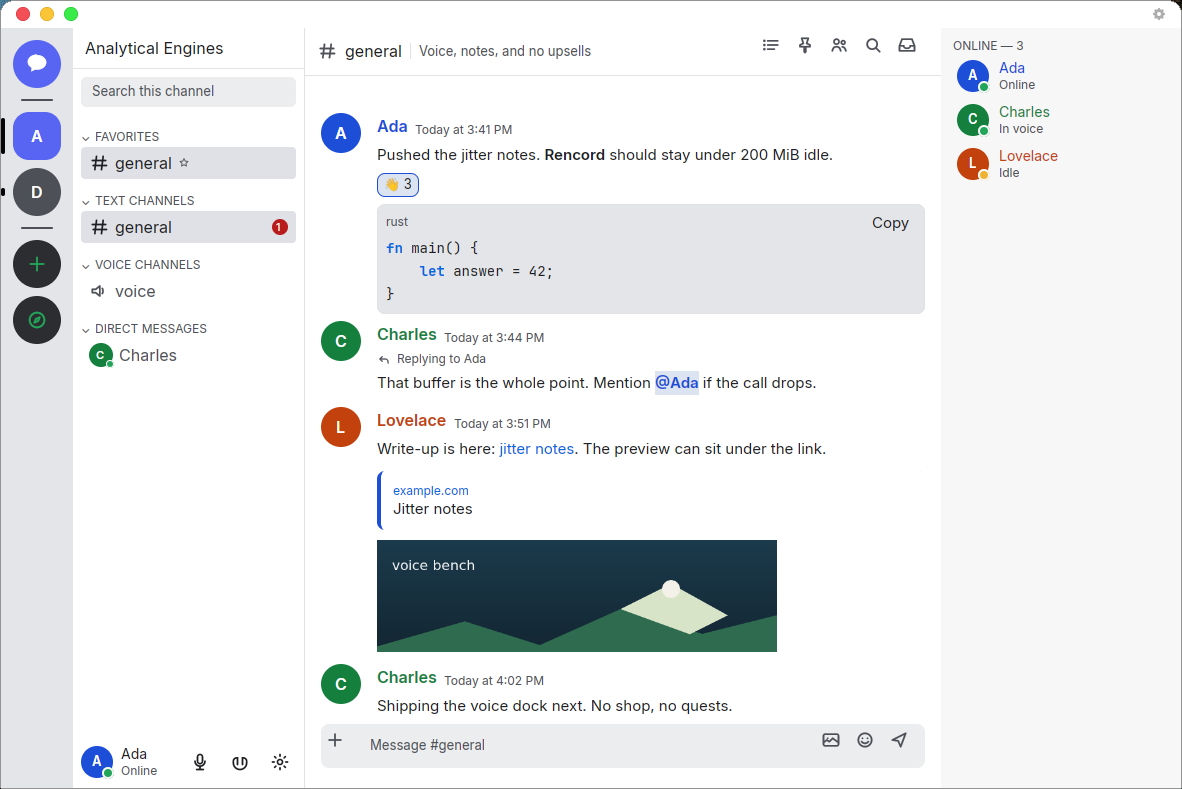 Analytical Engines
Search this channel
A
D
FAVORITES
# general
TEXT CHANNELS
# general 1
VOICE CHANNELS
voice
DIRECT MESSAGES
C Charles
A Ada
Online
# general Voice, notes, and no upsells
A Ada Today at 3:41 PM
Pushed the jitter notes. Rencord should stay under 200 MiB idle.
👋 3
rust Copy
fn main() {
    let answer = 42;
}
C Charles Today at 3:44 PM
Replying to Ada
That buffer is the whole point. Mention @Ada if the call drops.
L Lovelace Today at 3:51 PM
Write-up is here: jitter notes. The preview can sit under the link.
example.com
Jitter notes
voice bench
C Charles Today at 4:02 PM
Shipping the voice dock next. No shop, no quests.
Message #general
ONLINE — 3
A Ada
Online
C Charles
In voice
L Lovelace
Idle